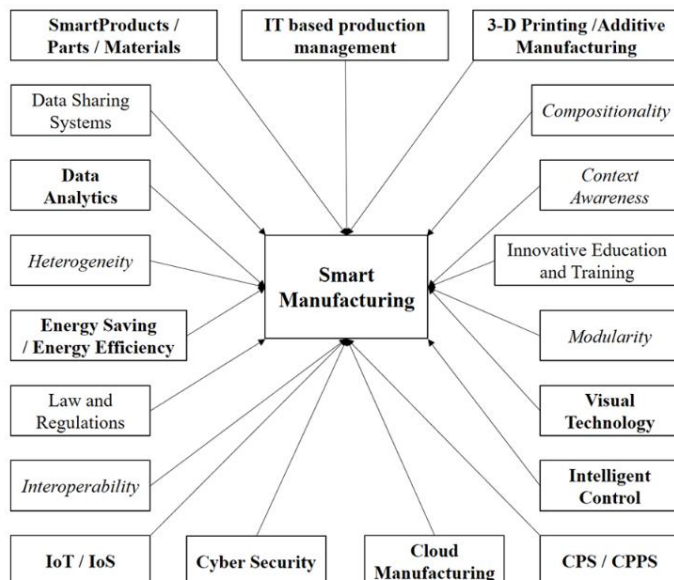 SmartProducts /
Parts / Materials
IT based production
management
3-D Printing /Additive
Manufacturing
Data Sharing
Systems
Compositionality
Data
Analytics
Context
Awareness
Heterogeneity
Smart
Manufacturing
Innovative Education
and Training
Energy Saving
/ Energy Efficiency
Modularity
Law and
Regulations
Visual
Technology
Interoperability
Intelligent
Control
IoT / IoS
Cyber Security
Cloud
Manufacturing
CPS / CPPS